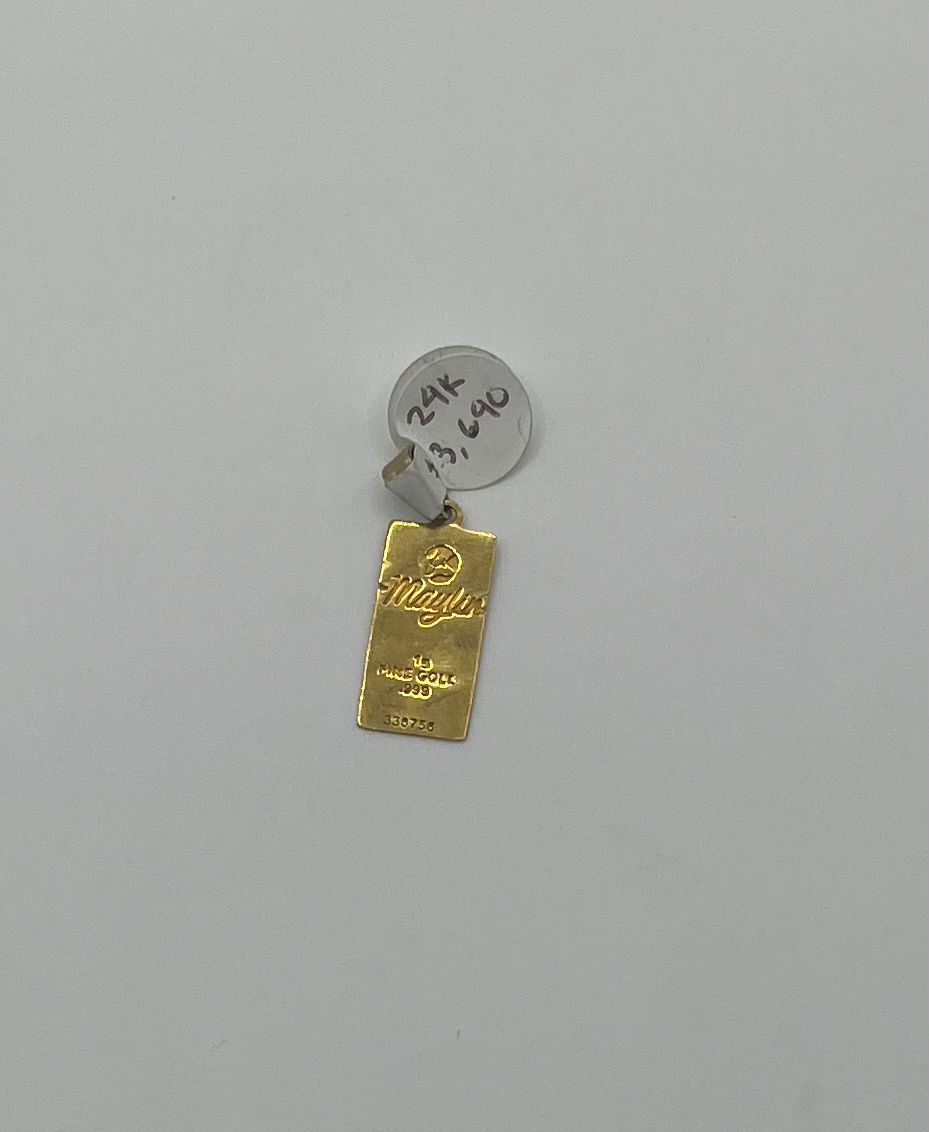 24K
3,690
Maylin
1g
FINE GOLD
.999
338756